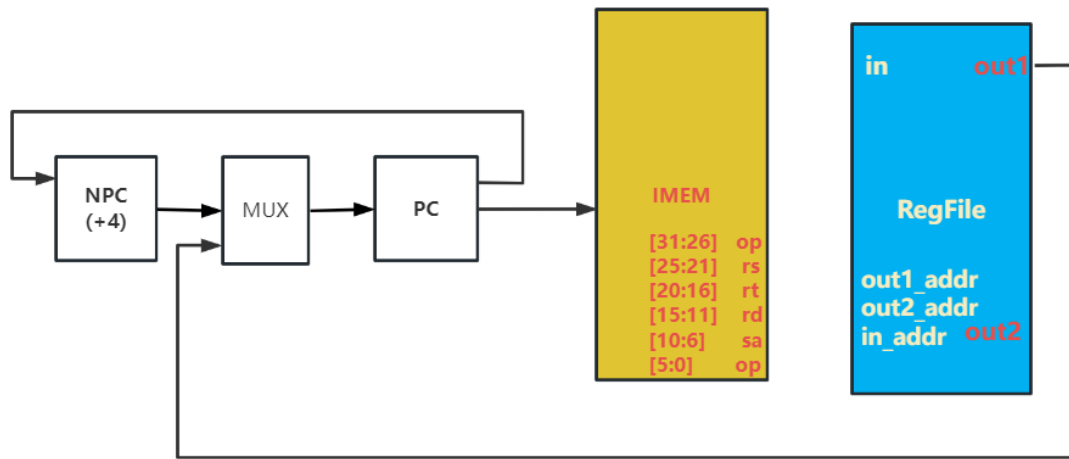 NPC
(+4)
MUX
PC
IMEM
[31:26] op
[25:21] rs
[20:16] rt
[15:11] rd
[10:6] sa
[5:0] op
in out1
RegFile
out1_addr
out2_addr
in_addr out2